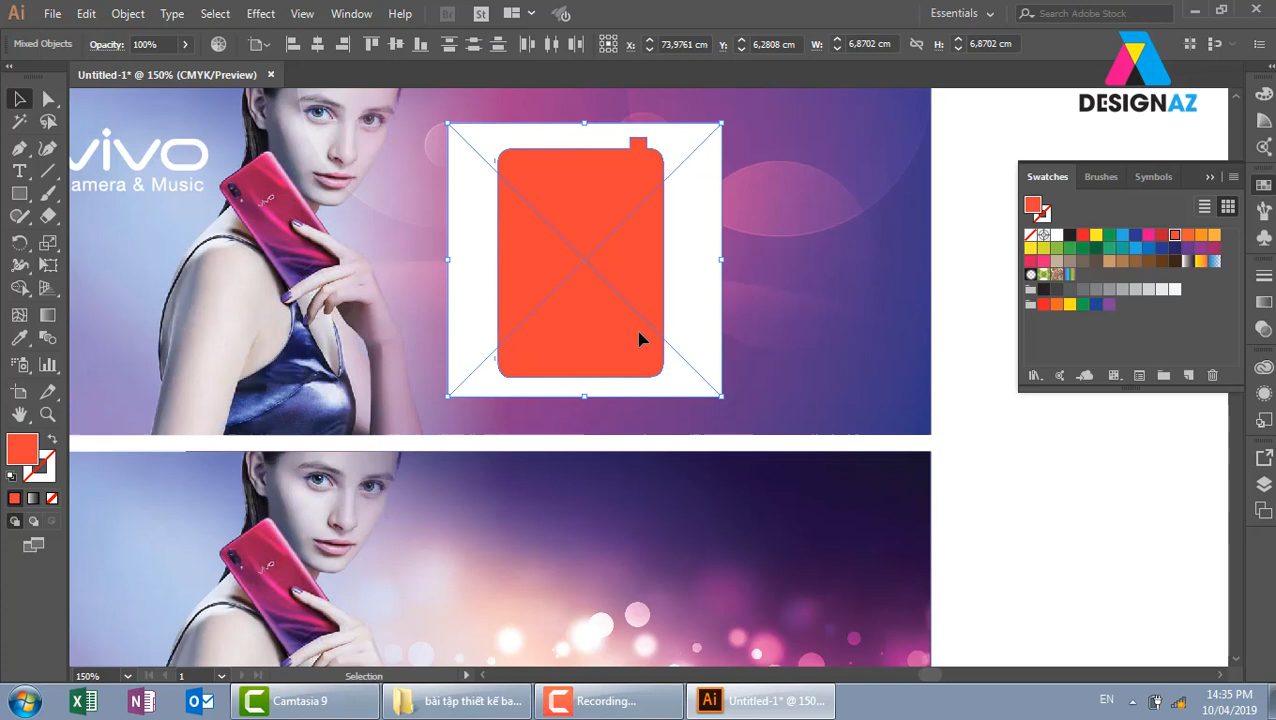 Ai File Edit Object Type Select Effect View Window Help Br St Essentials Search Adobe Stock
Mixed Objects Opacity: 100% X: 73,9761 cm Y: 6,2808 cm W: 6,8702 cm H: 6,8702 cm
Untitled-1* @ 150% (CMYK/Preview)
DESIGNAZ
vivo
amera & Music
Swatches Brushes Symbols
150% 1 Selection
Camtasia 9 bài tập thiết kế ba... Recording... Untitled-1* @ 150... EN
14:35 PM
10/04/2019